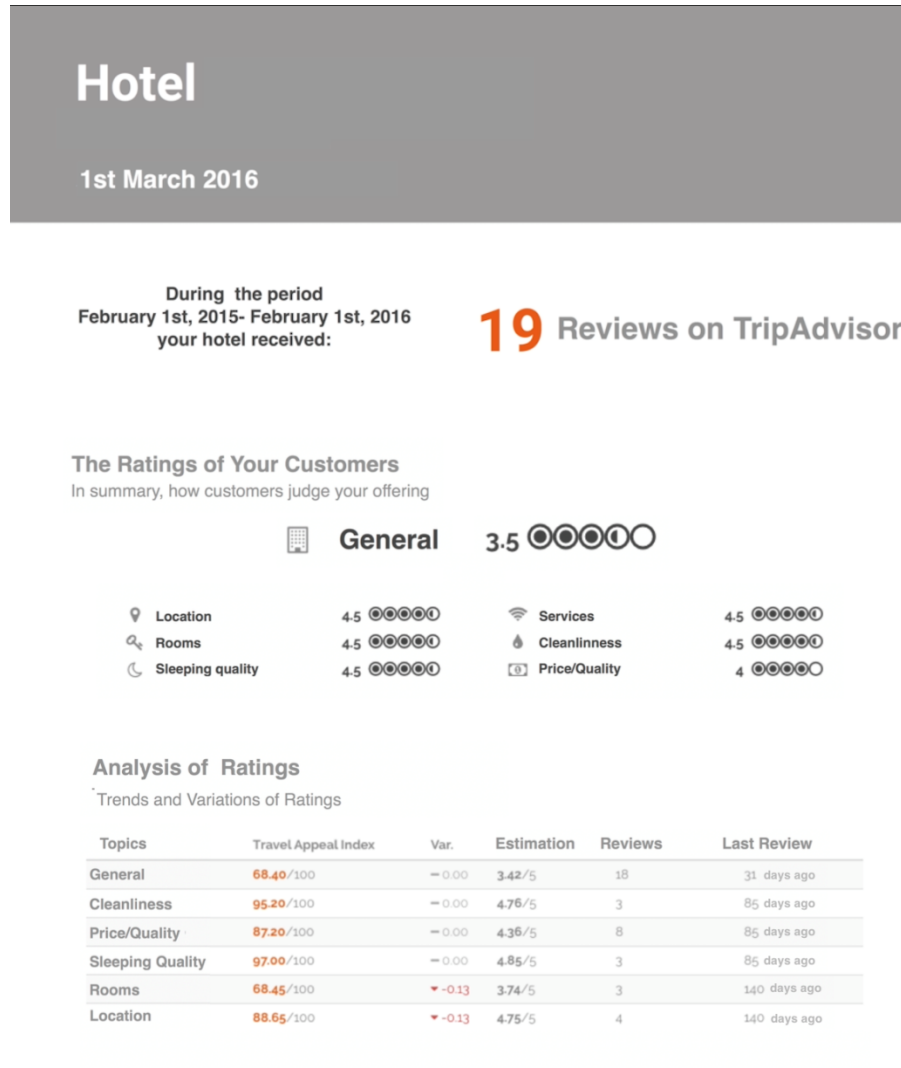 Hotel
1st March 2016
During the period
February 1st, 2015- February 1st, 2016
your hotel received:
19 Reviews on TripAdvisor
The Ratings of Your Customers
In summary, how customers judge your offering
General 3.5
Location 4.5 Services 4.5
Rooms 4.5 Cleanlinness 4.5
Sleeping quality 4.5 Price/Quality 4
Analysis of Ratings
Trends and Variations of Ratings
Topics Travel Appeal Index Var. Estimation Reviews Last Review
General 68.40/100 0.00 3.42/5 18 31 days ago
Cleanliness 95.20/100 0.00 4.76/5 3 85 days ago
Price/Quality 87.20/100 0.00 4.36/5 8 85 days ago
Sleeping Quality 97.00/100 0.00 4.85/5 3 85 days ago
Rooms 68.45/100 -0.13 3.74/5 3 140 days ago
Location 88.65/100 -0.13 4.75/5 4 140 days ago